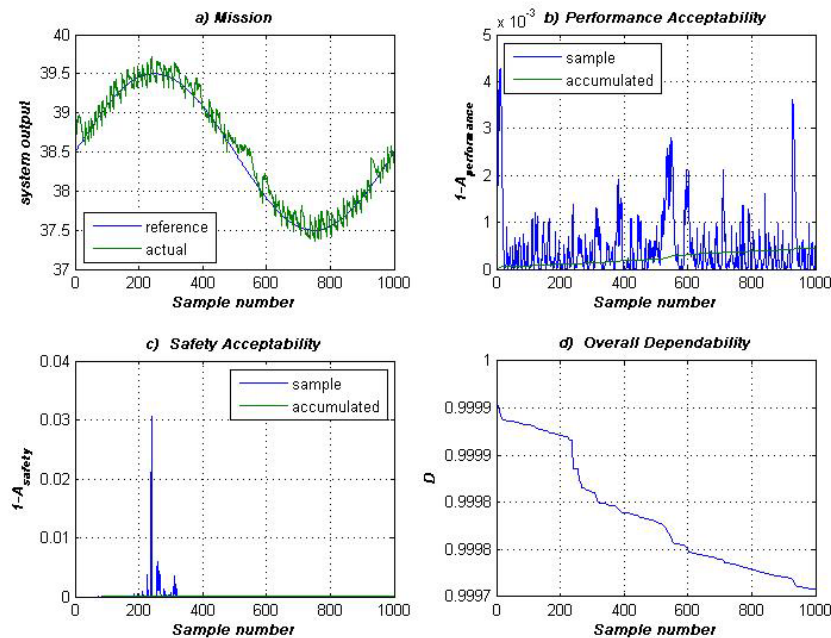 a) Mission
40
39.5
39
38.5
38
37.5
37
system output
reference
actual
0 200 400 600 800 1000
Sample number
b) Performance Acceptability
x 10^-3
5
4
3
2
1
0
1-A_performance
sample
accumulated
0 200 400 600 800 1000
Sample number
c) Safety Acceptability
0.04
0.03
0.02
0.01
0
1-A_safety
sample
accumulated
0 200 400 600 800 1000
Sample number
d) Overall Dependability
1
0.9999
0.9999
0.9998
0.9998
0.9997
D
0 200 400 600 800 1000
Sample number